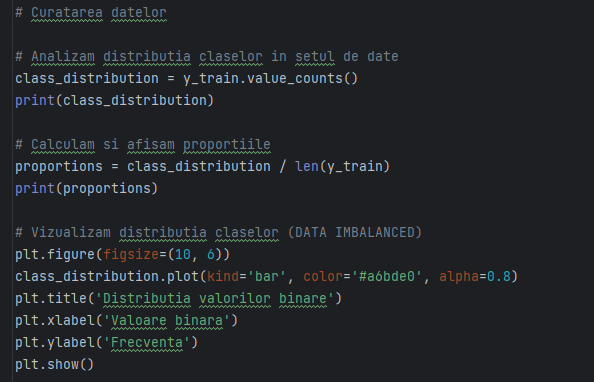 # Curatarea datelor
# Analizam distributia claselor in setul de date
class_distribution = y_train.value_counts()
print(class_distribution)
# Calculam si afisam proportiile
proportions = class_distribution / len(y_train)
print(proportions)
# Vizualizam distributia claselor (DATA IMBALANCED)
plt.figure(figsize=(10, 6))
class_distribution.plot(kind='bar', color='#a6bde0', alpha=0.8)
plt.title('Distributia valorilor binare')
plt.xlabel('Valoare binara')
plt.ylabel('Frecventa')
plt.show()